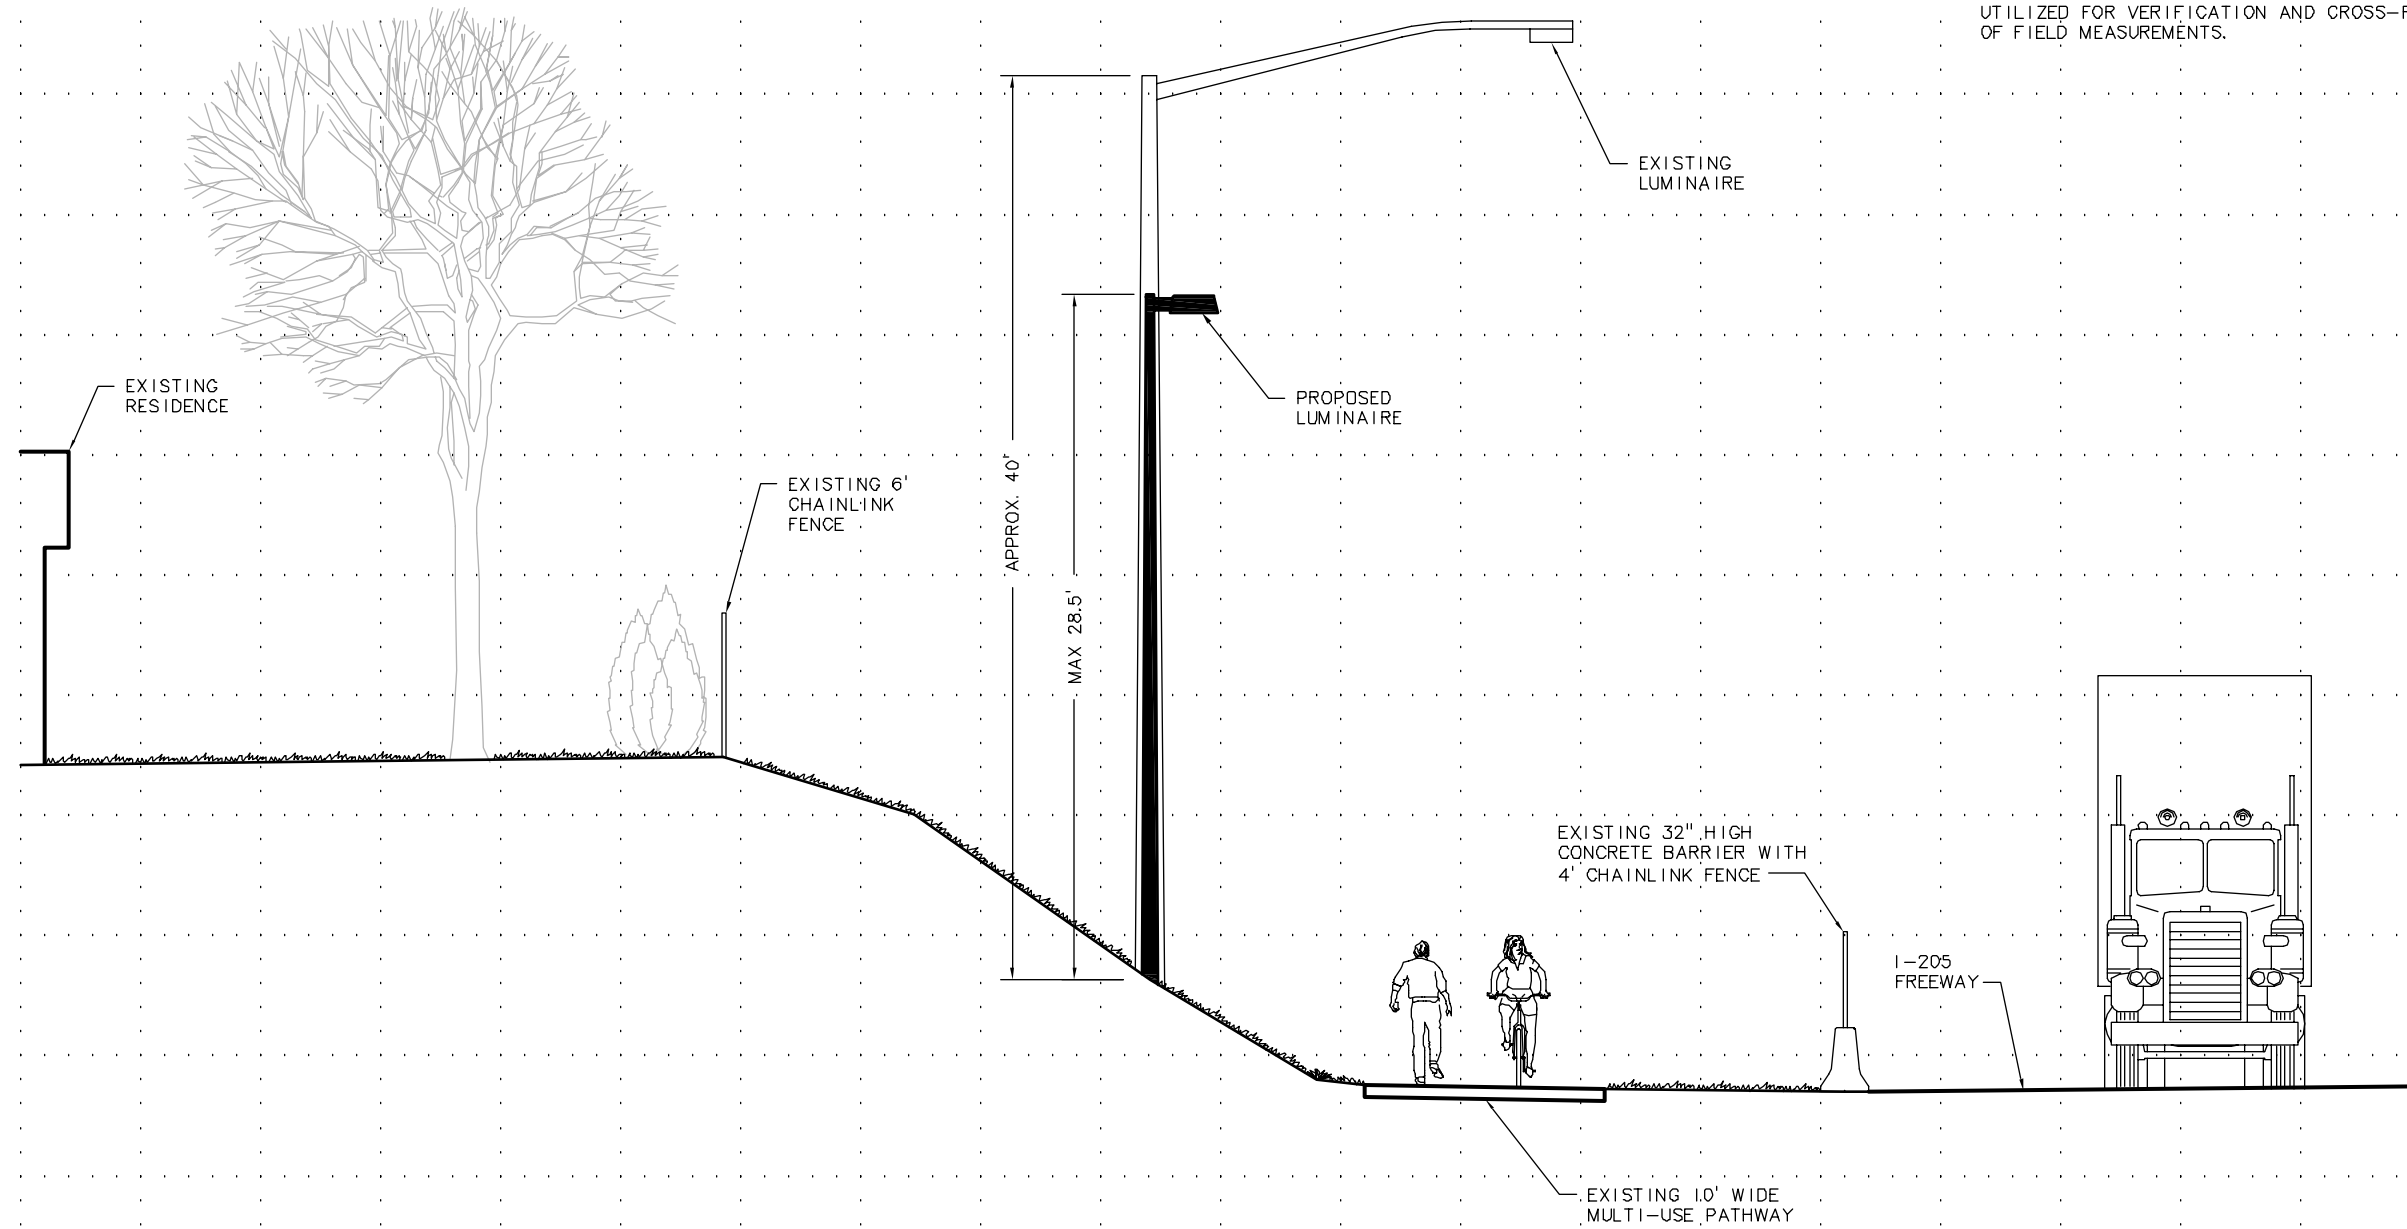 UTILIZED FOR VERIFICATION AND CROSS-
OF FIELD MEASUREMENTS.
EXISTING
LUMINAIRE
EXISTING
RESIDENCE
PROPOSED
LUMINAIRE
EXISTING 6'
CHAINLINK
FENCE
APPROX. 40'
MAX 28.5'
EXISTING 32" HIGH
CONCRETE BARRIER WITH
4' CHAINLINK FENCE
I-205
FREEWAY
EXISTING 10' WIDE
MULTI-USE PATHWAY